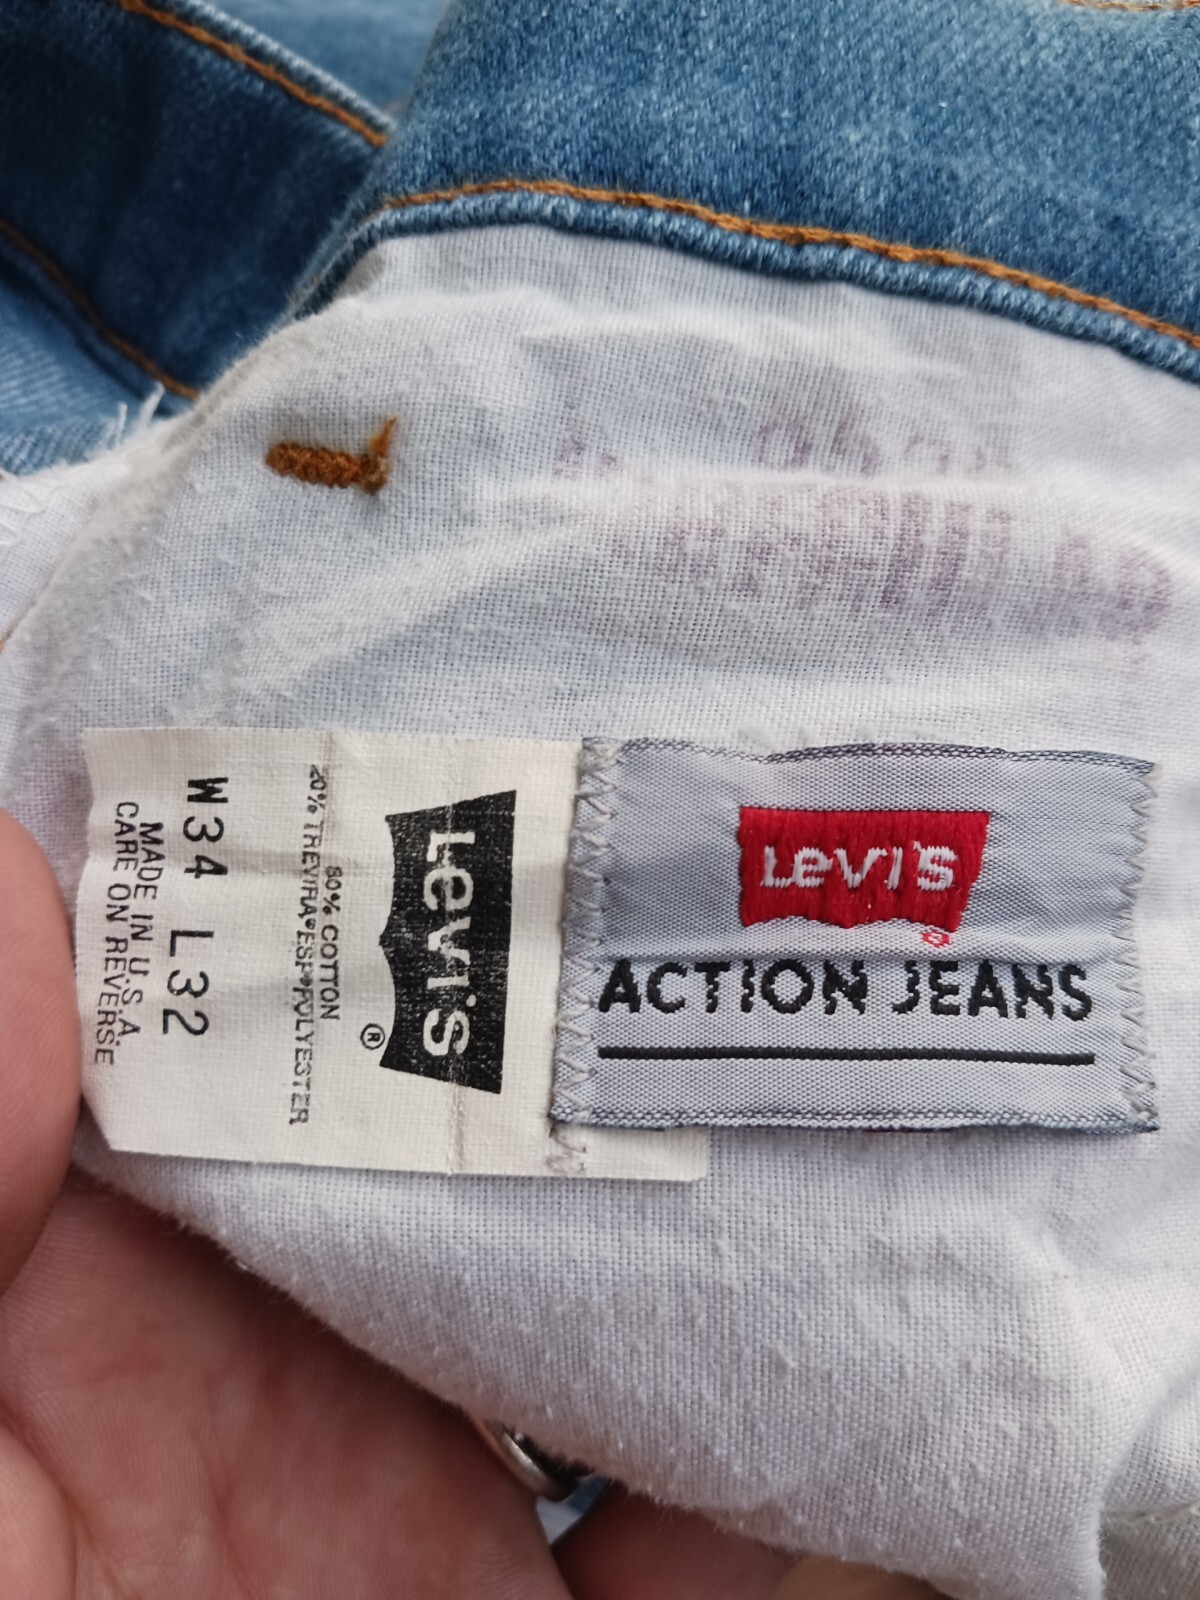 Levi's
®
80% COTTON
20% TREVIRA® ESP® POLYESTER
W34 L32
MADE IN U.S.A.
CARE ON REVERSE
Levi's
®
ACTION JEANS